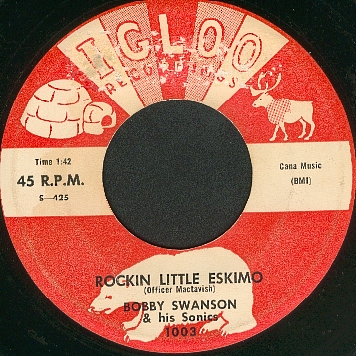 IGLOO
RECORDINGS
Time 1:42
45 R.P.M.
S-425
Cana Music
(BMI)
ROCKIN LITTLE ESKIMO
(Officer Mactavish)
BOBBY SWANSON
& his Sonics
1003